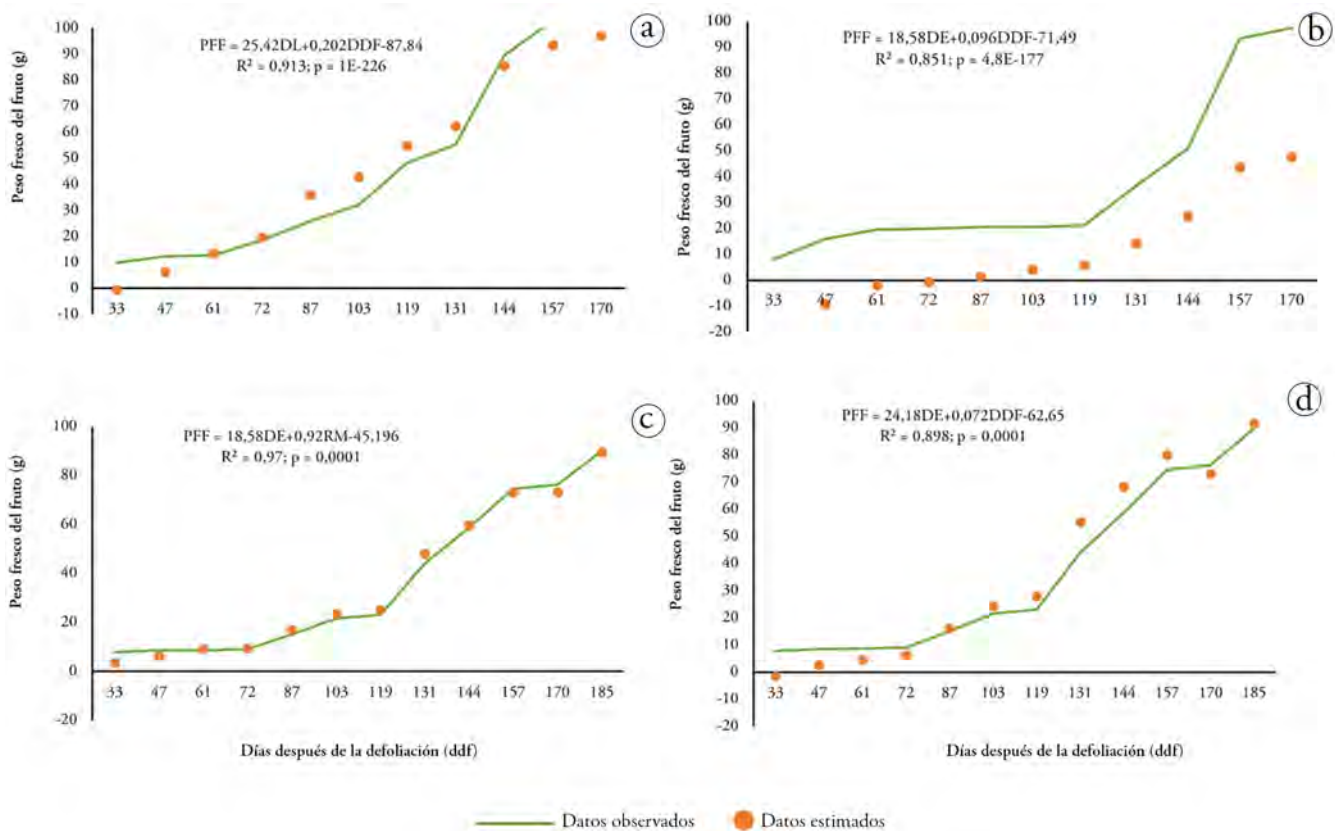 a
PFF = 25,42DL+0,202DDF-87,84
R² = 0,913; p = 1E-226
Peso fresco del fruto (g)
100
90
80
70
60
50
40
30
20
10
0
-10
33 47 61 72 87 103 119 131 144 157 170
b
PFF = 18,58DE+0,096DDF-71,49
R² = 0,851; p = 4,8E-177
Peso fresco del fruto (g)
100
90
80
70
60
50
40
30
20
10
0
-10
-20
33 47 61 72 87 103 119 131 144 157 170
c
PFF = 18,58DE+0,92RM-45,196
R² = 0,97; p = 0,0001
Peso fresco del fruto (g)
100
80
60
40
20
0
-20
33 47 61 72 87 103 119 131 144 157 170 185
Días después de la defoliación (ddf)
d
PFF = 24,18DE+0,072DDF-62,65
R² = 0,898; p = 0,0001
Peso fresco del fruto (g)
100
90
80
70
60
50
40
30
20
10
0
-10
-20
33 47 61 72 87 103 119 131 144 157 170 185
Días después de la defoliación (ddf)
Datos observados Datos estimados